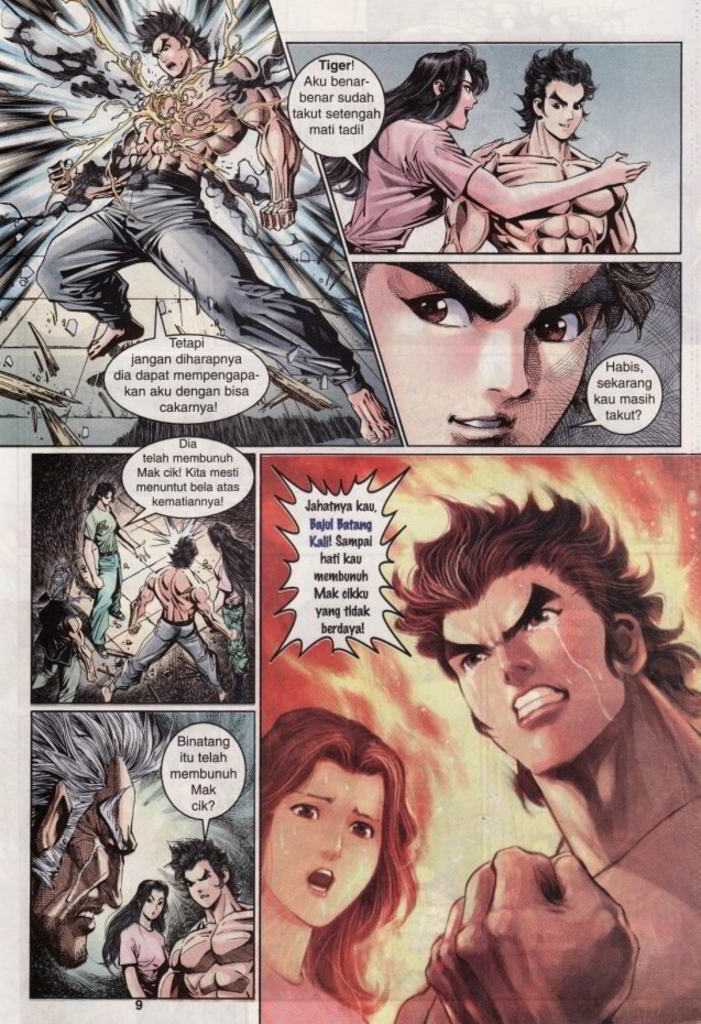 Tetapi
jangan diharapnya
dia dapat mempengapa-
kan aku dengan bisa
cakarnya!
Tiger!
Aku benar-
benar sudah
takut setengah
mati tadi!
Habis,
sekarang
kau masih
takut?
Dia
telah membunuh
Mak cik! Kita mesti
menuntut bela atas
kematiannya!
Jahatnya kau,
Bajul Batang
Kali! Sampai
hati kau
membunuh
Mak cikku
yang tidak
berdaya!
Binatang
itu telah
membunuh
Mak
cik?
9